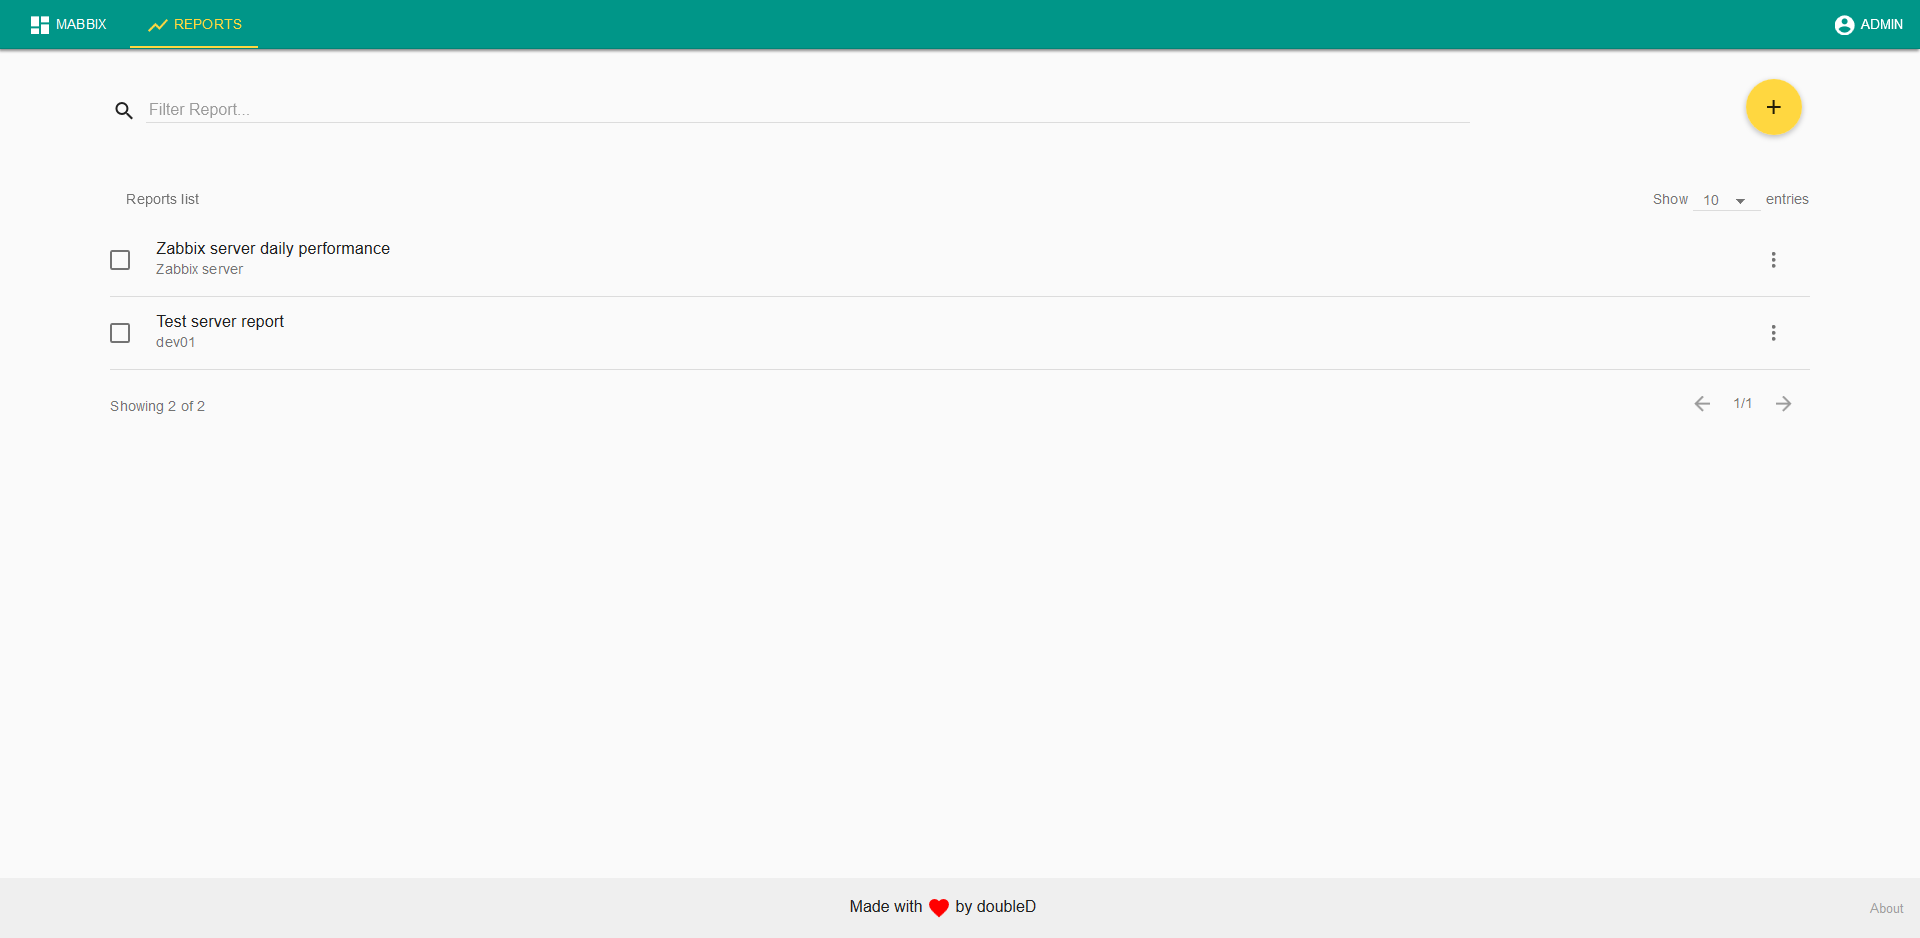 MABBIX REPORTS ADMIN
Filter Report...
Reports list Show 10 entries
Zabbix server daily performance
Zabbix server
Test server report
dev01
Showing 2 of 2 1/1
Made with by doubleD About